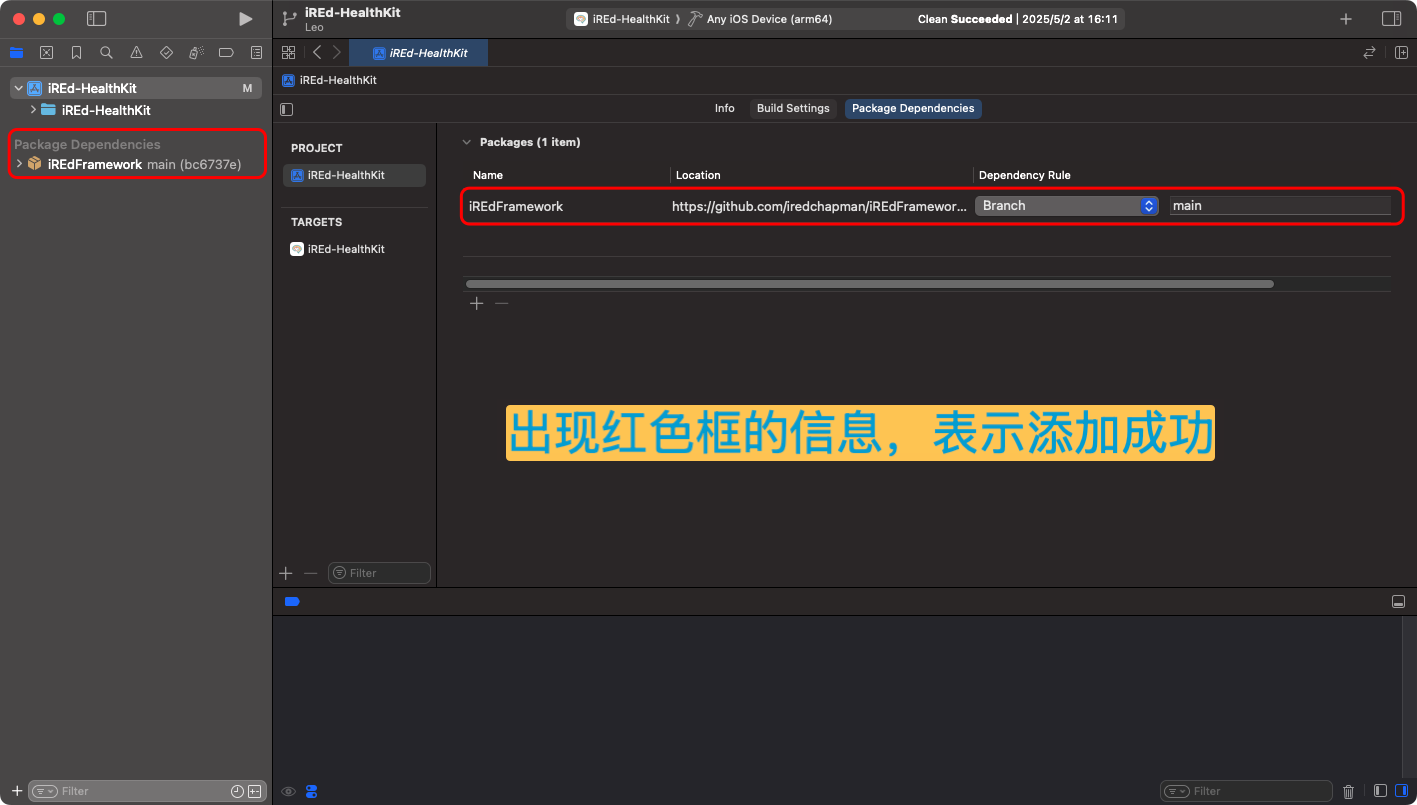 iREd-HealthKit
Leo
iREd-HealthKit 〉 Any iOS Device (arm64)
Clean Succeeded | 2025/5/2 at 16:11
iREd-HealthKit
iREd-HealthKit M
iREd-HealthKit
iREd-HealthKit
Info Build Settings Package Dependencies
Package Dependencies
iREdFramework main (bc6737e)
PROJECT
iREd-HealthKit
TARGETS
iREd-HealthKit
Packages (1 item)
Name Location Dependency Rule
iREdFramework https://github.com/iredchapman/iREdFramewor... Branch main
出现红色框的信息，表示添加成功
Filter
Filter
Filter